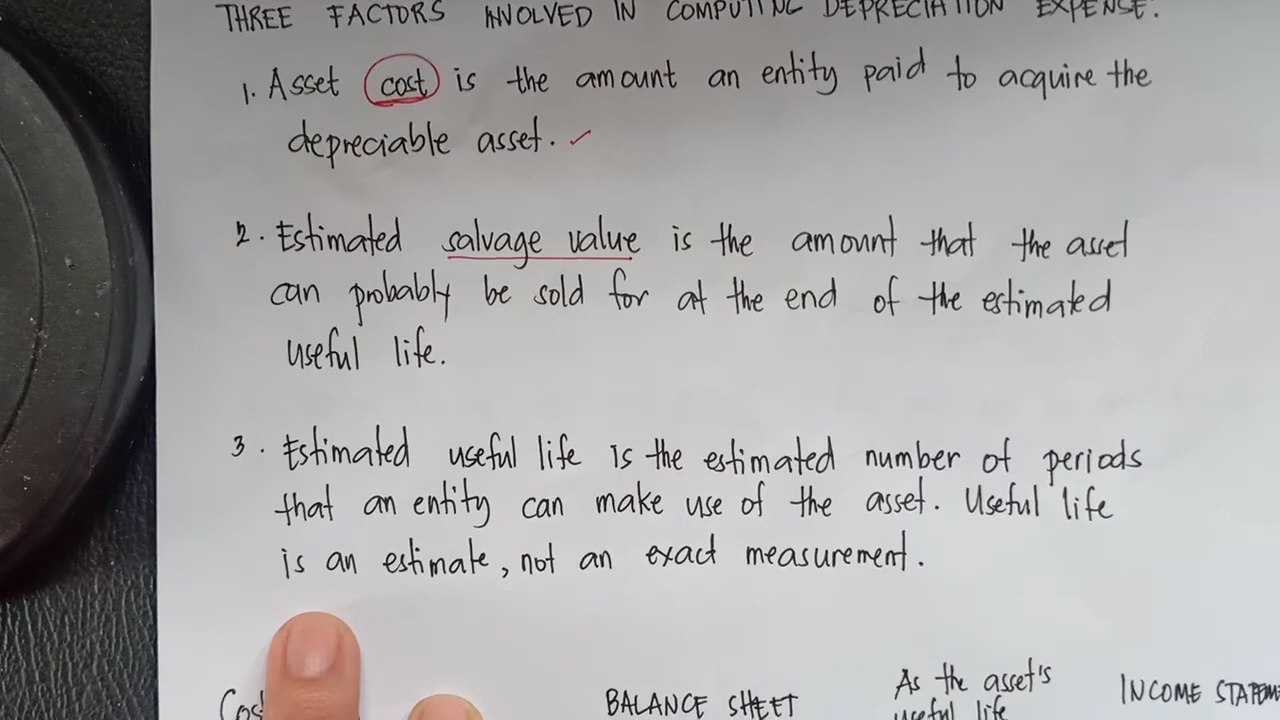 THREE FACTORS INVOLVED IN COMPUTING DEPRECIATION EXPENSE.
1. Asset cost is the amount an entity paid to acquire the
depreciable asset.
2. Estimated salvage value is the amount that the asset
can probably be sold for at the end of the estimated
useful life.
3. Estimated useful life is the estimated number of periods
that an entity can make use of the asset. Useful life
is an estimate, not an exact measurement.
BALANCE SHEET
As the asset's
useful life
INCOME